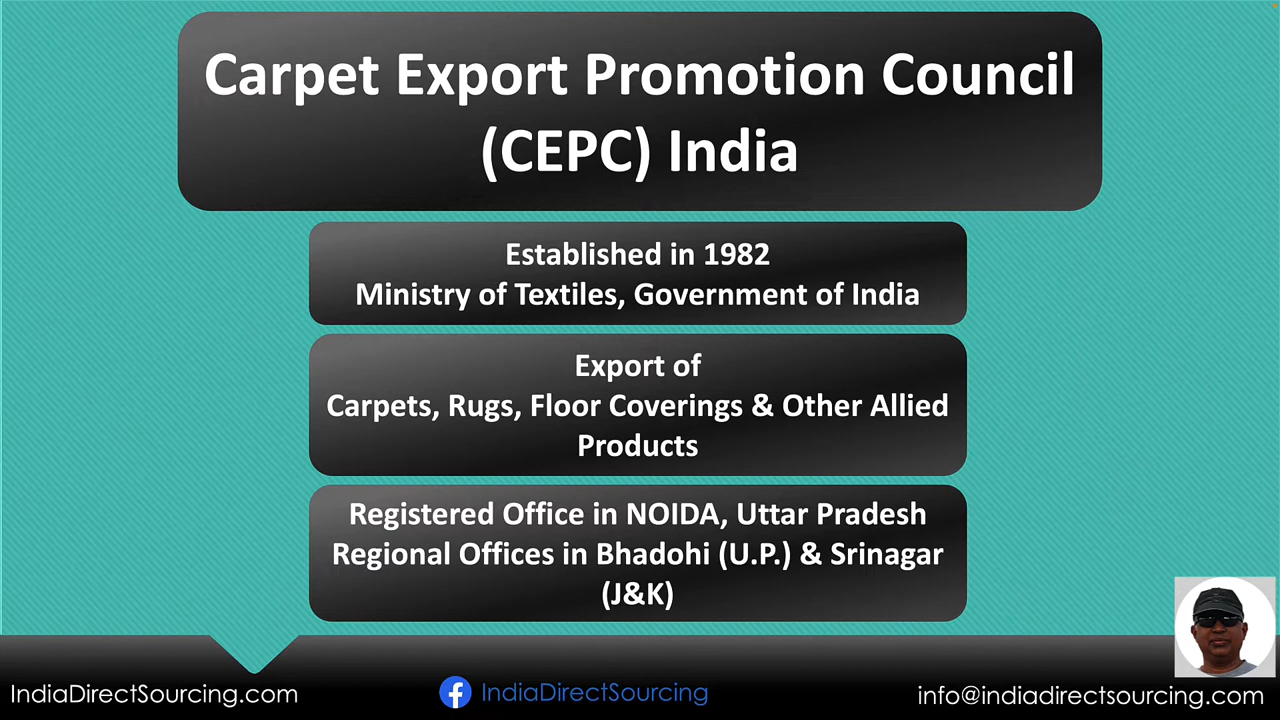 Carpet Export Promotion Council
(CEPC) India
Established in 1982
Ministry of Textiles, Government of India
Export of
Carpets, Rugs, Floor Coverings & Other Allied
Products
Registered Office in NOIDA, Uttar Pradesh
Regional Offices in Bhadohi (U.P.) & Srinagar
(J&K)
IndiaDirectSourcing.com
IndiaDirectSourcing
info@indiadirectsourcing.com